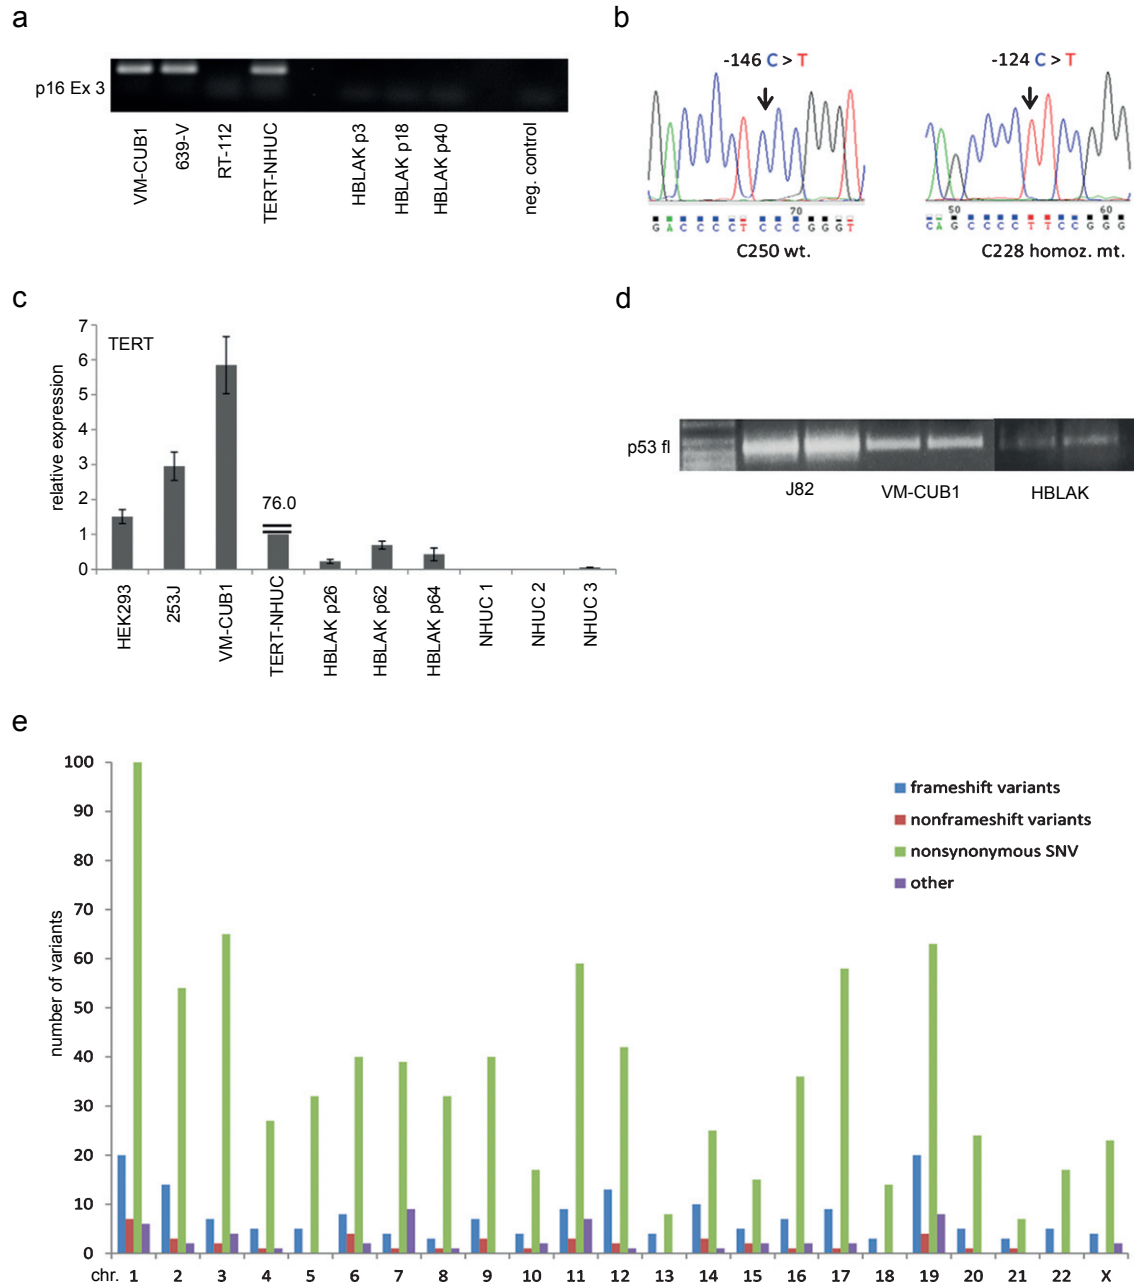 a
p16 Ex 3
VM-CUB1
639-V
RT-112
TERT-NHUC
HBLAK p3
HBLAK p18
HBLAK p40
neg. control
b
-146 C > T
70
G A C C C C T C C C G G G T
C250 wt.
-124 C > T
50 60
C A G C C C C T T C C G G G
C228 homoz. mt.
c
TERT
relative expression
7
6
5
4
3
2
1
0
76.0
HEK293
253J
VM-CUB1
TERT-NHUC
HBLAK p26
HBLAK p62
HBLAK p64
NHUC 1
NHUC 2
NHUC 3
d
p53 fl
J82 VM-CUB1 HBLAK
e
number of variants
100
90
80
70
60
50
40
30
20
10
0
frameshift variants
nonframeshift variants
nonsynonymous SNV
other
chr. 1 2 3 4 5 6 7 8 9 10 11 12 13 14 15 16 17 18 19 20 21 22 X